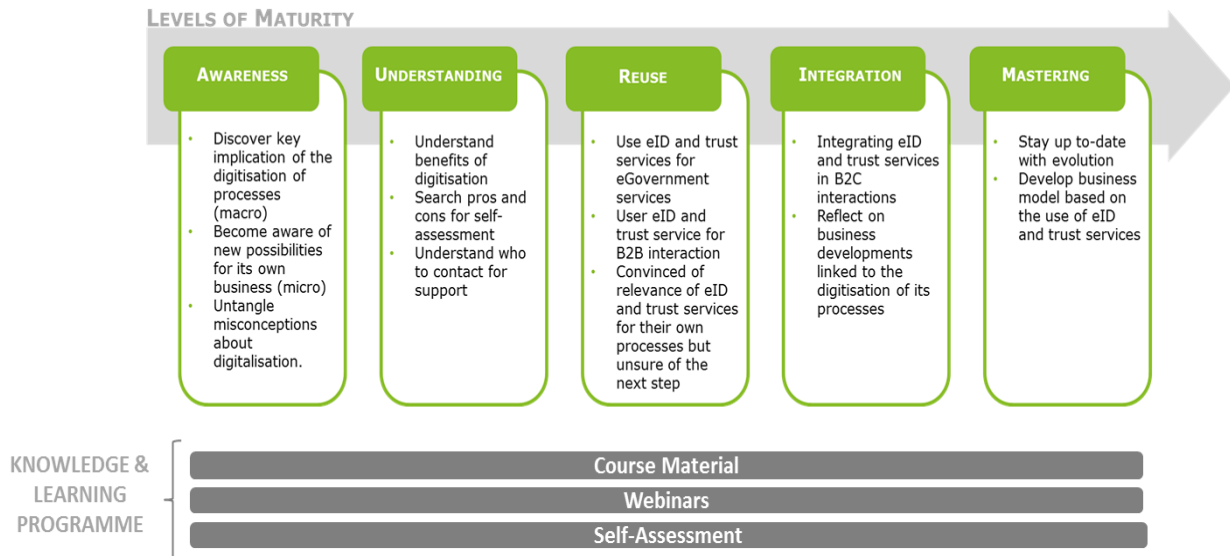 LEVELS OF MATURITY
AWARENESS
• Discover key
implication of the
digitisation of
processes
(macro)
• Become aware of
new possibilities
for its own
business (micro)
• Untangle
misconceptions
about
digitalisation.
UNDERSTANDING
• Understand
benefits of
digitisation
• Search pros and
cons for self-
assessment
• Understand who
to contact for
support
REUSE
• Use eID and trust
services for
eGovernment
services
• User eID and
trust service for
B2B interaction
• Convinced of
relevance of eID
and trust services
for their own
processes but
unsure of the
next step
INTEGRATION
• Integrating eID
and trust services
in B2C
interactions
• Reflect on
business
developments
linked to the
digitisation of its
processes
MASTERING
• Stay up to-date
with evolution
• Develop business
model based on
the use of eID
and trust services
KNOWLEDGE &
LEARNING
PROGRAMME
Course Material
Webinars
Self-Assessment